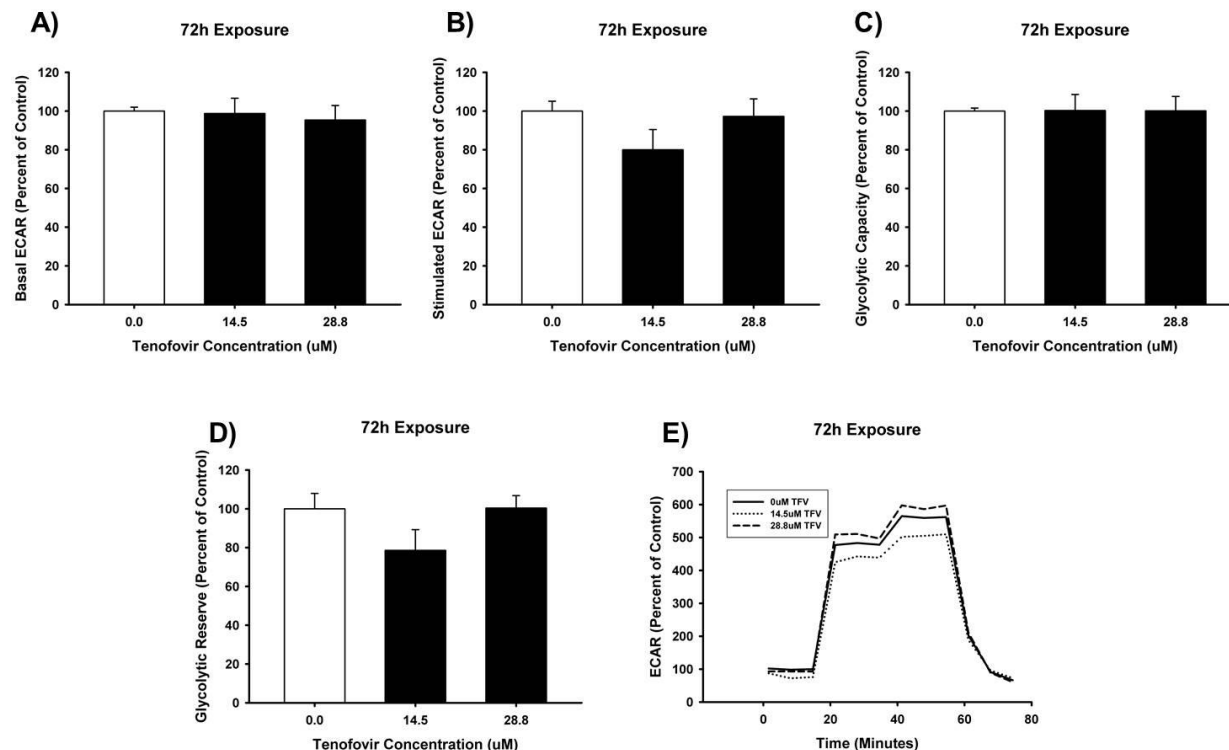 A)
72h Exposure
Basal ECAR (Percent of Control)
120
100
80
60
40
20
0
0.0 14.5 28.8
Tenofovir Concentration (uM)
B)
72h Exposure
Stimulated ECAR (Percent of Control)
120
100
80
60
40
20
0
0.0 14.5 28.8
Tenofovir Concentration (uM)
C)
72h Exposure
Glycolytic Capacity (Percent of Control)
120
100
80
60
40
20
0
0.0 14.5 28.8
Tenofovir Concentration (uM)
D)
72h Exposure
Glycolytic Reserve (Percent of Control)
120
100
80
60
40
20
0
0.0 14.5 28.8
Tenofovir Concentration (uM)
E)
72h Exposure
ECAR (Percent of Control)
700
600
500
400
300
200
100
0
0uM TFV
14.5uM TFV
28.8uM TFV
0 20 40 60 80
Time (Minutes)